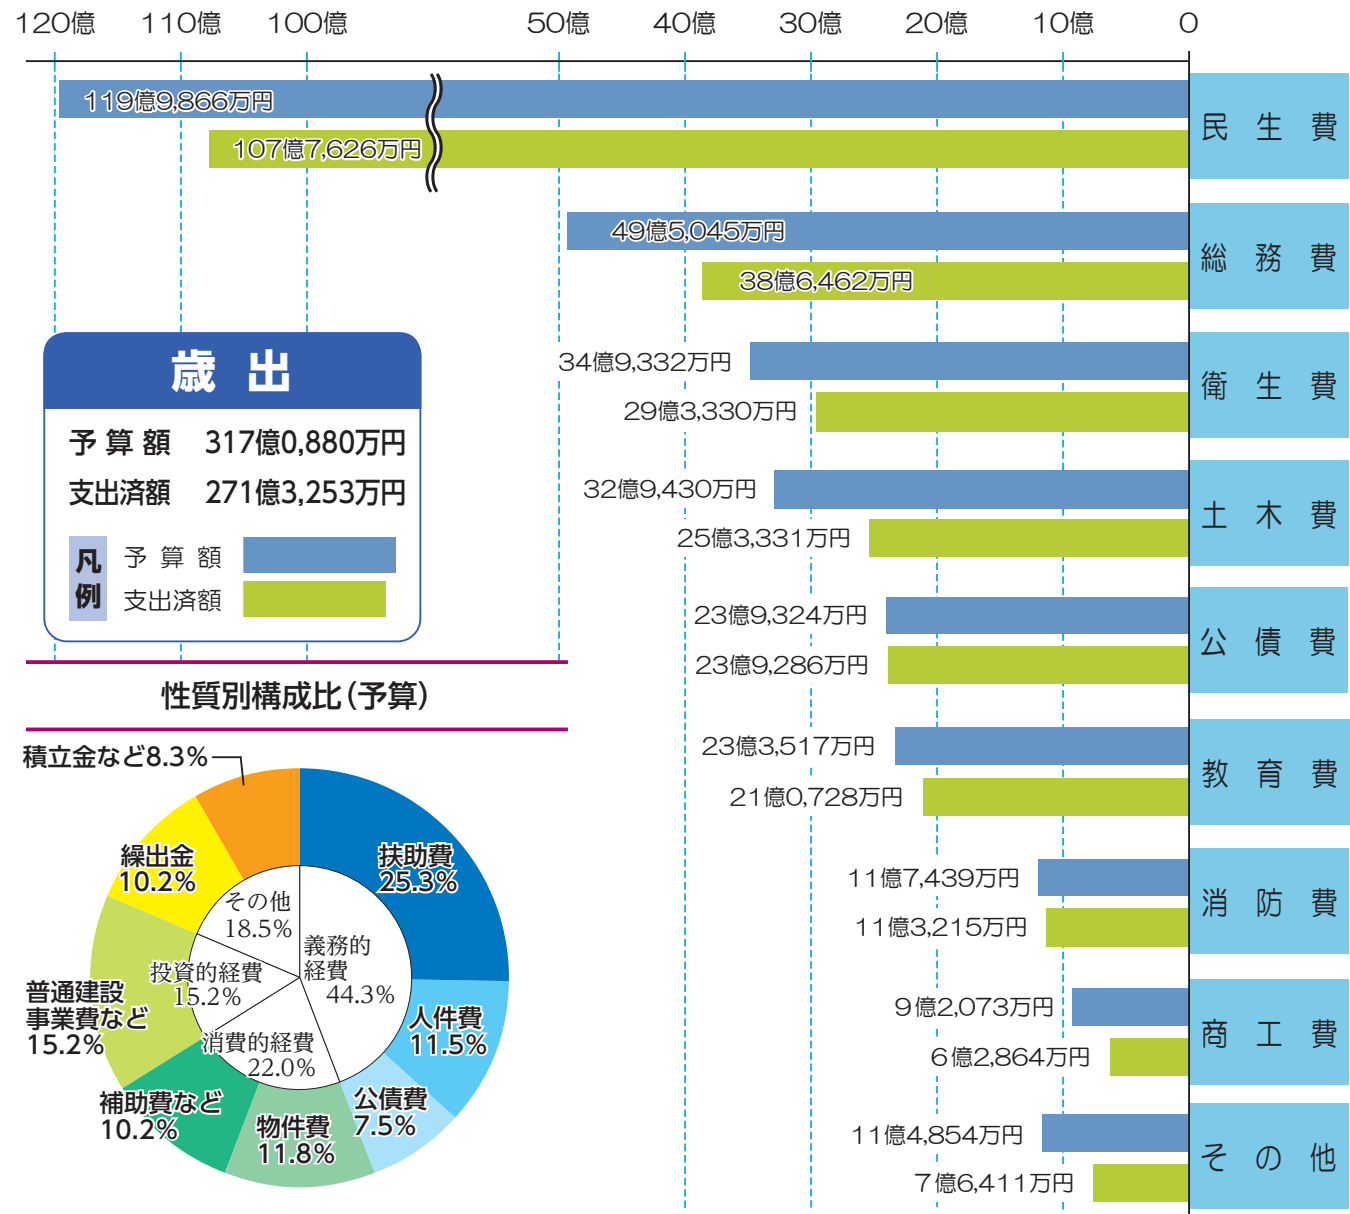 120億 110億 100億 50億 40億 30億 20億 10億 0
119億9,866万円
107億7,626万円
民生費
49億5,045万円
38億6,462万円
総務費
34億9,332万円
29億3,330万円
衛生費
32億9,430万円
25億3,331万円
土木費
23億9,324万円
23億9,286万円
公債費
23億3,517万円
21億0,728万円
教育費
11億7,439万円
11億3,215万円
消防費
9億2,073万円
6億2,864万円
商工費
11億4,854万円
7億6,411万円
その他
歳出
予算額 317億0,880万円
支出済額 271億3,253万円
凡例
予算額
支出済額
性質別構成比(予算)
積立金など8.3%
扶助費
25.3%
人件費
11.5%
公債費
7.5%
物件費
11.8%
補助費など
10.2%
普通建設
事業費など
15.2%
繰出金
10.2%
その他
18.5%
義務的
経費
44.3%
投資的経費
15.2%
消費的経費
22.0%